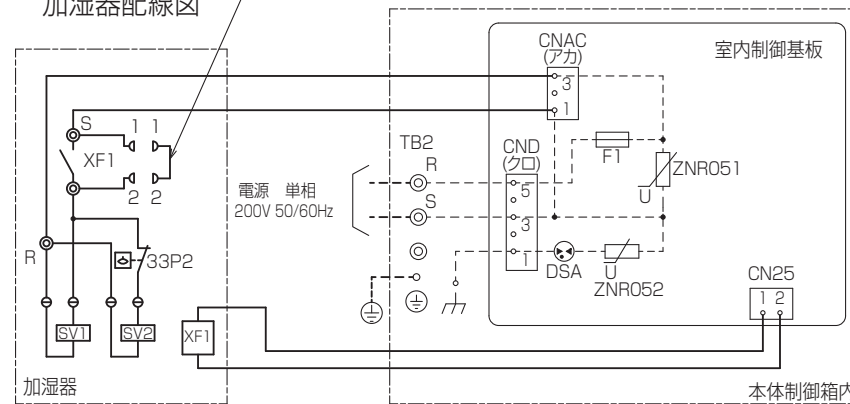 加湿器配線図
CNAC
(アカ)
室内制御基板
3
1
S
1 1
XF1
2 2
TB2
CND
(クロ)
F1
ZNR051
U
R
電源 単相
200V 50/60Hz
5
S
3
R
33P2
1
DSA
U
ZNR052
CN25
1 2
SV1
SV2
XF1
加湿器
本体制御箱内